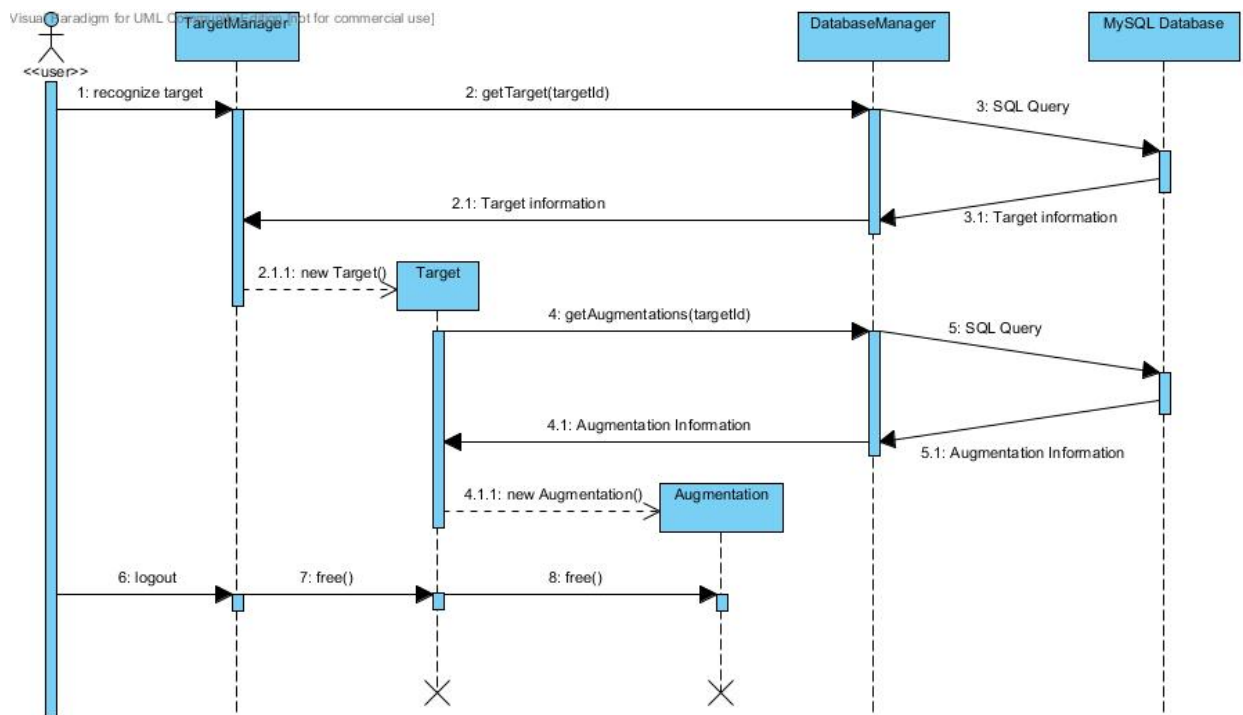 Visual Paradigm for UML Community Edition [not for commercial use]
TargetManager
DatabaseManager
MySQL Database
<<user>>
1: recognize target
2: getTarget(targetId)
3: SQL Query
2.1: Target information
3.1: Target information
2.1.1: new Target()
Target
4: getAugmentations(targetId)
5: SQL Query
4.1: Augmentation Information
5.1: Augmentation Information
4.1.1: new Augmentation()
Augmentation
6: logout
7: free()
8: free()